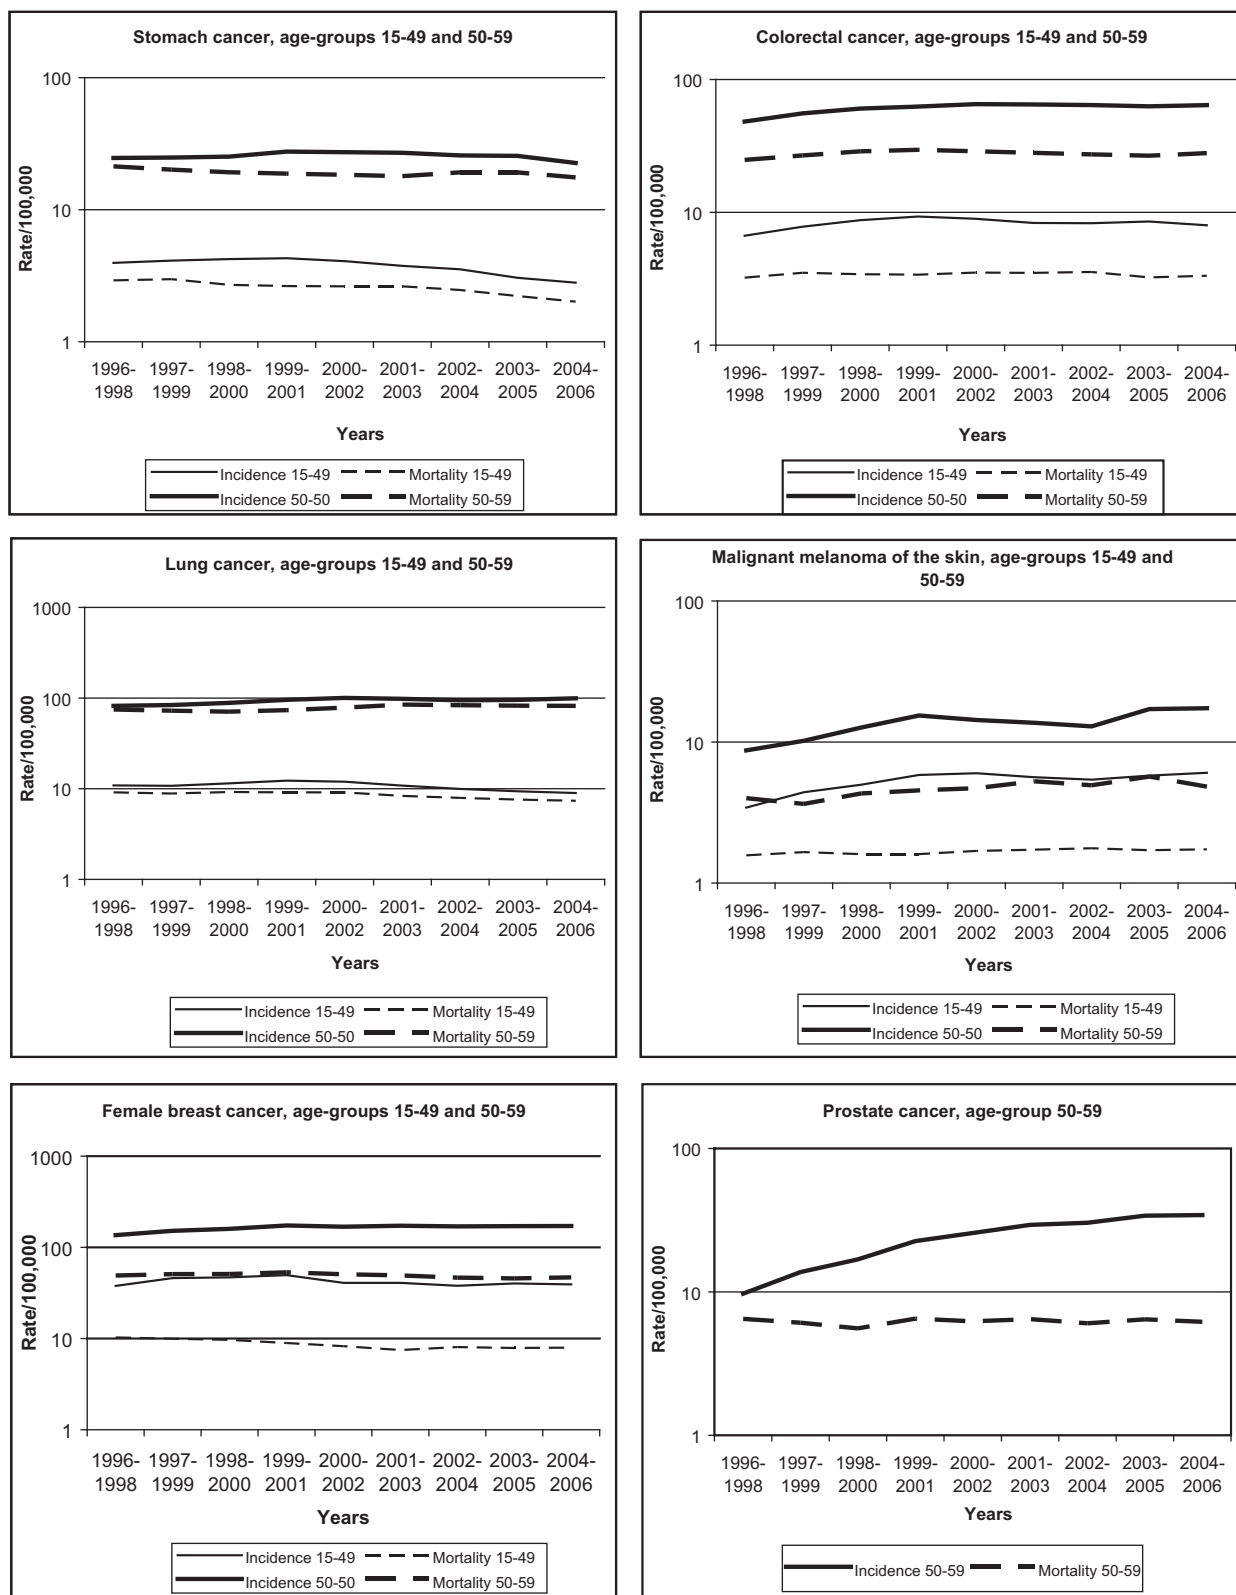 Stomach cancer, age-groups 15-49 and 50-59
Rate/100,000
100
10
1
1996- 1997- 1998- 1999- 2000- 2001- 2002- 2003- 2004-
1998 1999 2000 2001 2002 2003 2004 2005 2006
Years
Incidence 15-49 Mortality 15-49
Incidence 50-50 Mortality 50-59
Colorectal cancer, age-groups 15-49 and 50-59
Rate/100,000
100
10
1
1996- 1997- 1998- 1999- 2000- 2001- 2002- 2003- 2004-
1998 1999 2000 2001 2002 2003 2004 2005 2006
Years
Incidence 15-49 Mortality 15-49
Incidence 50-50 Mortality 50-59
Lung cancer, age-groups 15-49 and 50-59
Rate/100,000
1000
100
10
1
1996- 1997- 1998- 1999- 2000- 2001- 2002- 2003- 2004-
1998 1999 2000 2001 2002 2003 2004 2005 2006
Years
Incidence 15-49 Mortality 15-49
Incidence 50-50 Mortality 50-59
Malignant melanoma of the skin, age-groups 15-49 and
50-59
Rate/100,000
100
10
1
1996- 1997- 1998- 1999- 2000- 2001- 2002- 2003- 2004-
1998 1999 2000 2001 2002 2003 2004 2005 2006
Years
Incidence 15-49 Mortality 15-49
Incidence 50-50 Mortality 50-59
Female breast cancer, age-groups 15-49 and 50-59
Rate/100,000
1000
100
10
1
1996- 1997- 1998- 1999- 2000- 2001- 2002- 2003- 2004-
1998 1999 2000 2001 2002 2003 2004 2005 2006
Years
Incidence 15-49 Mortality 15-49
Incidence 50-50 Mortality 50-59
Prostate cancer, age-group 50-59
Rate/100,000
100
10
1
1996- 1997- 1998- 1999- 2000- 2001- 2002- 2003- 2004-
1998 1999 2000 2001 2002 2003 2004 2005 2006
Years
Incidence 50-59 Mortality 50-59